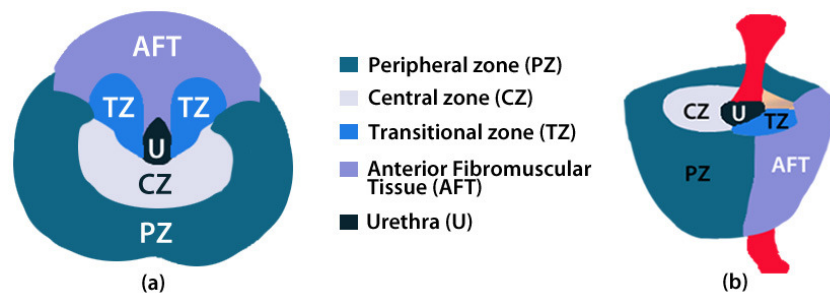 AFT
TZ TZ
U
CZ
PZ
(a)
Peripheral zone (PZ)
Central zone (CZ)
Transitional zone (TZ)
Anterior Fibromuscular
Tissue (AFT)
Urethra (U)
CZ U TZ
PZ AFT
(b)